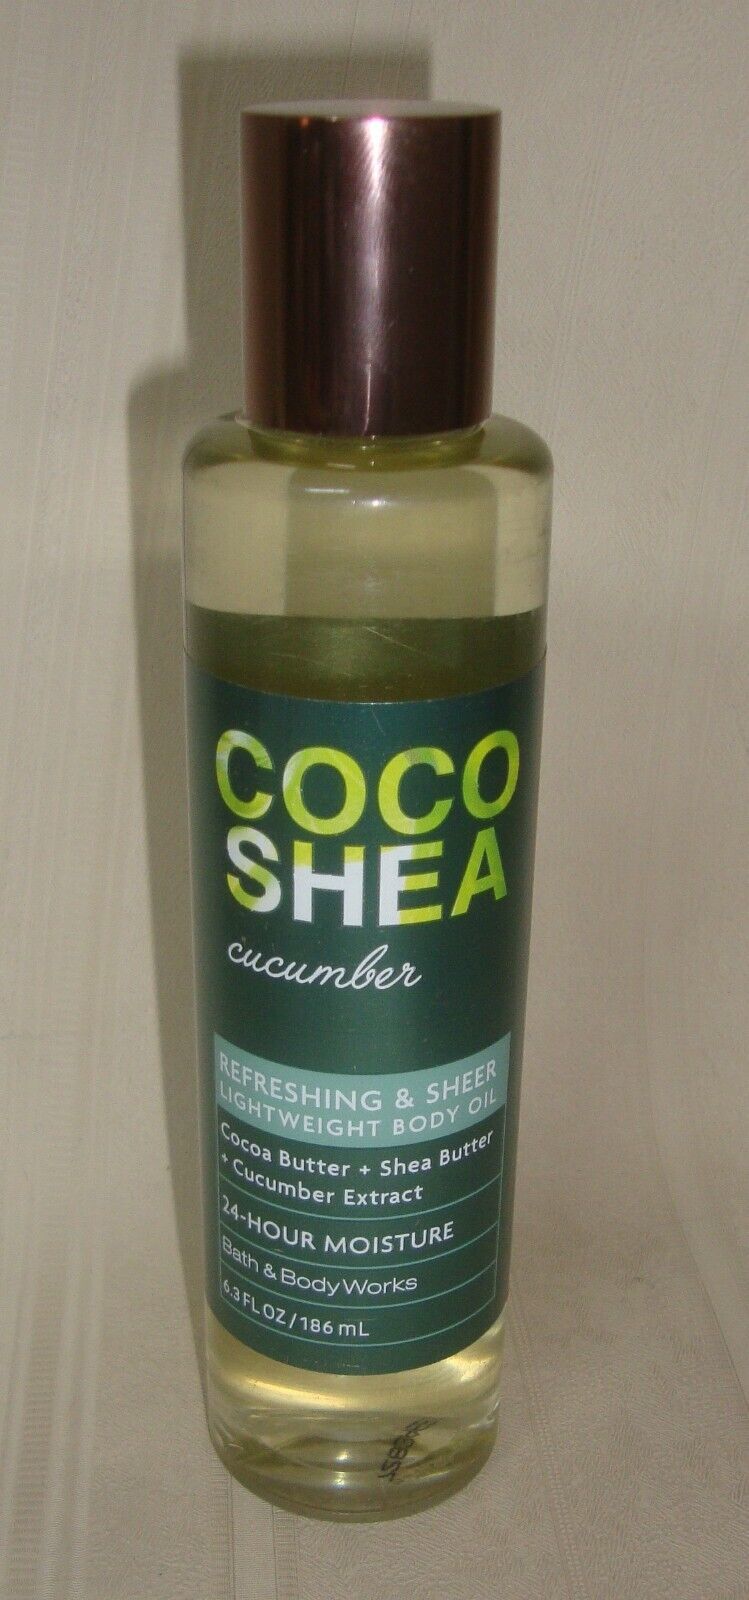 COCO
SHEA
cucumber
REFRESHING & SHEER
LIGHTWEIGHT BODY OIL
Cocoa Butter + Shea Butter
+ Cucumber Extract
24-HOUR MOISTURE
Bath & Body Works
6.3 FL OZ / 186 mL